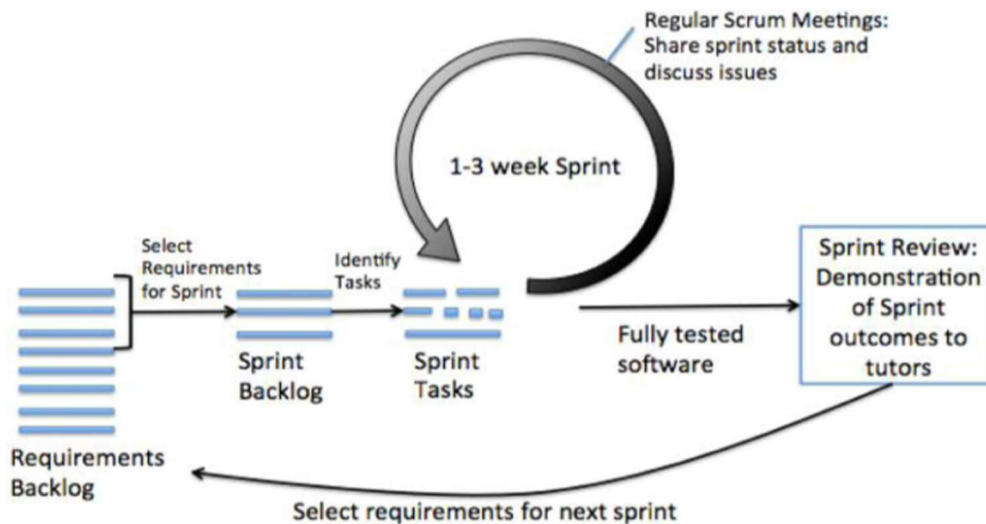 Regular Scrum Meetings:
Share sprint status and
discuss issues
1-3 week Sprint
Select
Requirements
for Sprint
Identify
Tasks
Sprint
Backlog
Sprint
Tasks
Fully tested
software
Sprint Review:
Demonstration
of Sprint
outcomes to
tutors
Requirements
Backlog
Select requirements for next sprint